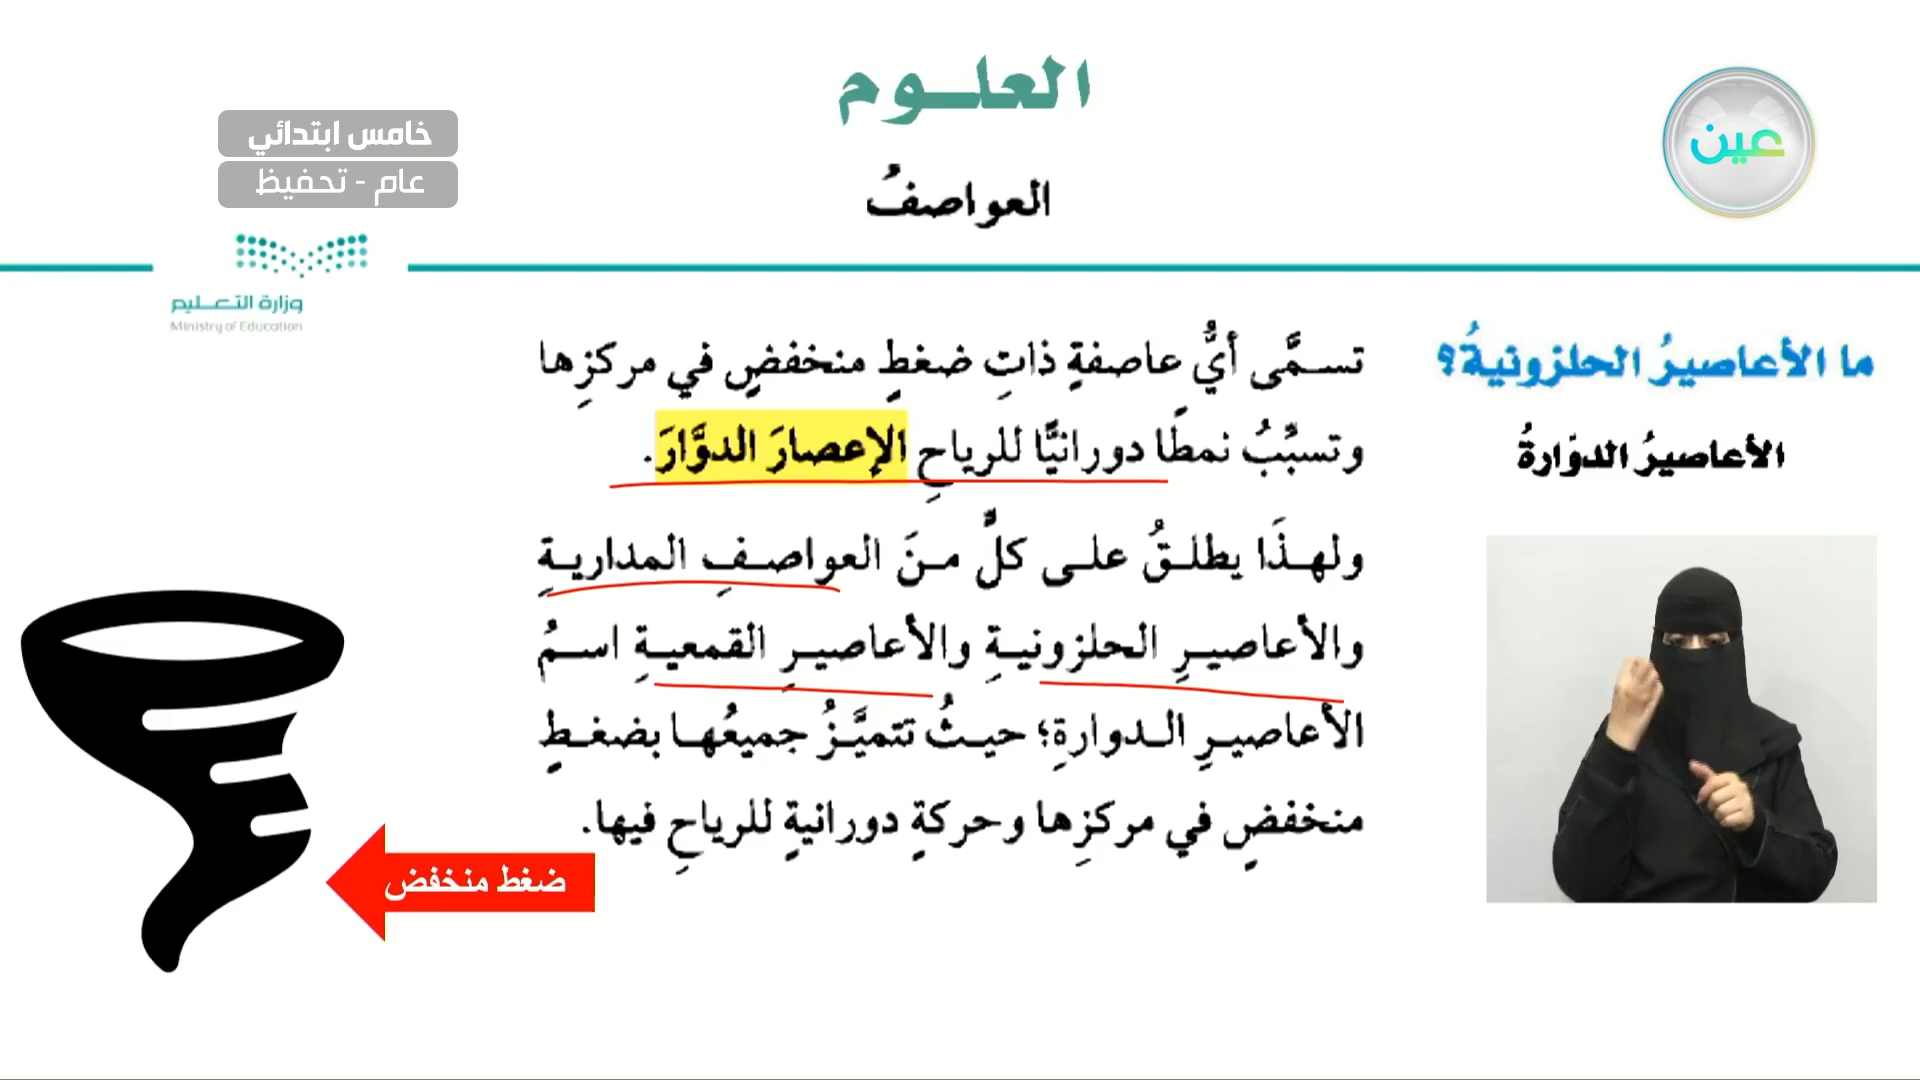 العلوم
عين
خامس ابتدائي
عام - تحفيظ
العواصفُ
وزارة التعليم
Ministry of Education
ما الأعاصيرُ الحلزونيةُ؟
الأعاصيرُ الدوّارةُ
تسمَّى أيُّ عاصفةٍ ذاتِ ضغطٍ منخفضٍ في مركزِها
وتسبِّبُ نمطًا دورانيًّا للرياحِ الإعصارَ الدوَّارَ.
ولهذَا يطلقُ على كلٍّ منَ العواصفِ المداريةِ
والأعاصيرِ الحلزونيةِ والأعاصيرِ القمعيةِ اسمُ
الأعاصيرِ الدوارةِ؛ حيثُ تتميَّزُ جميعُها بضغطٍ
منخفضٍ في مركزِها وحركةٍ دورانيةٍ للرياحِ فيها.
ضغط منخفض